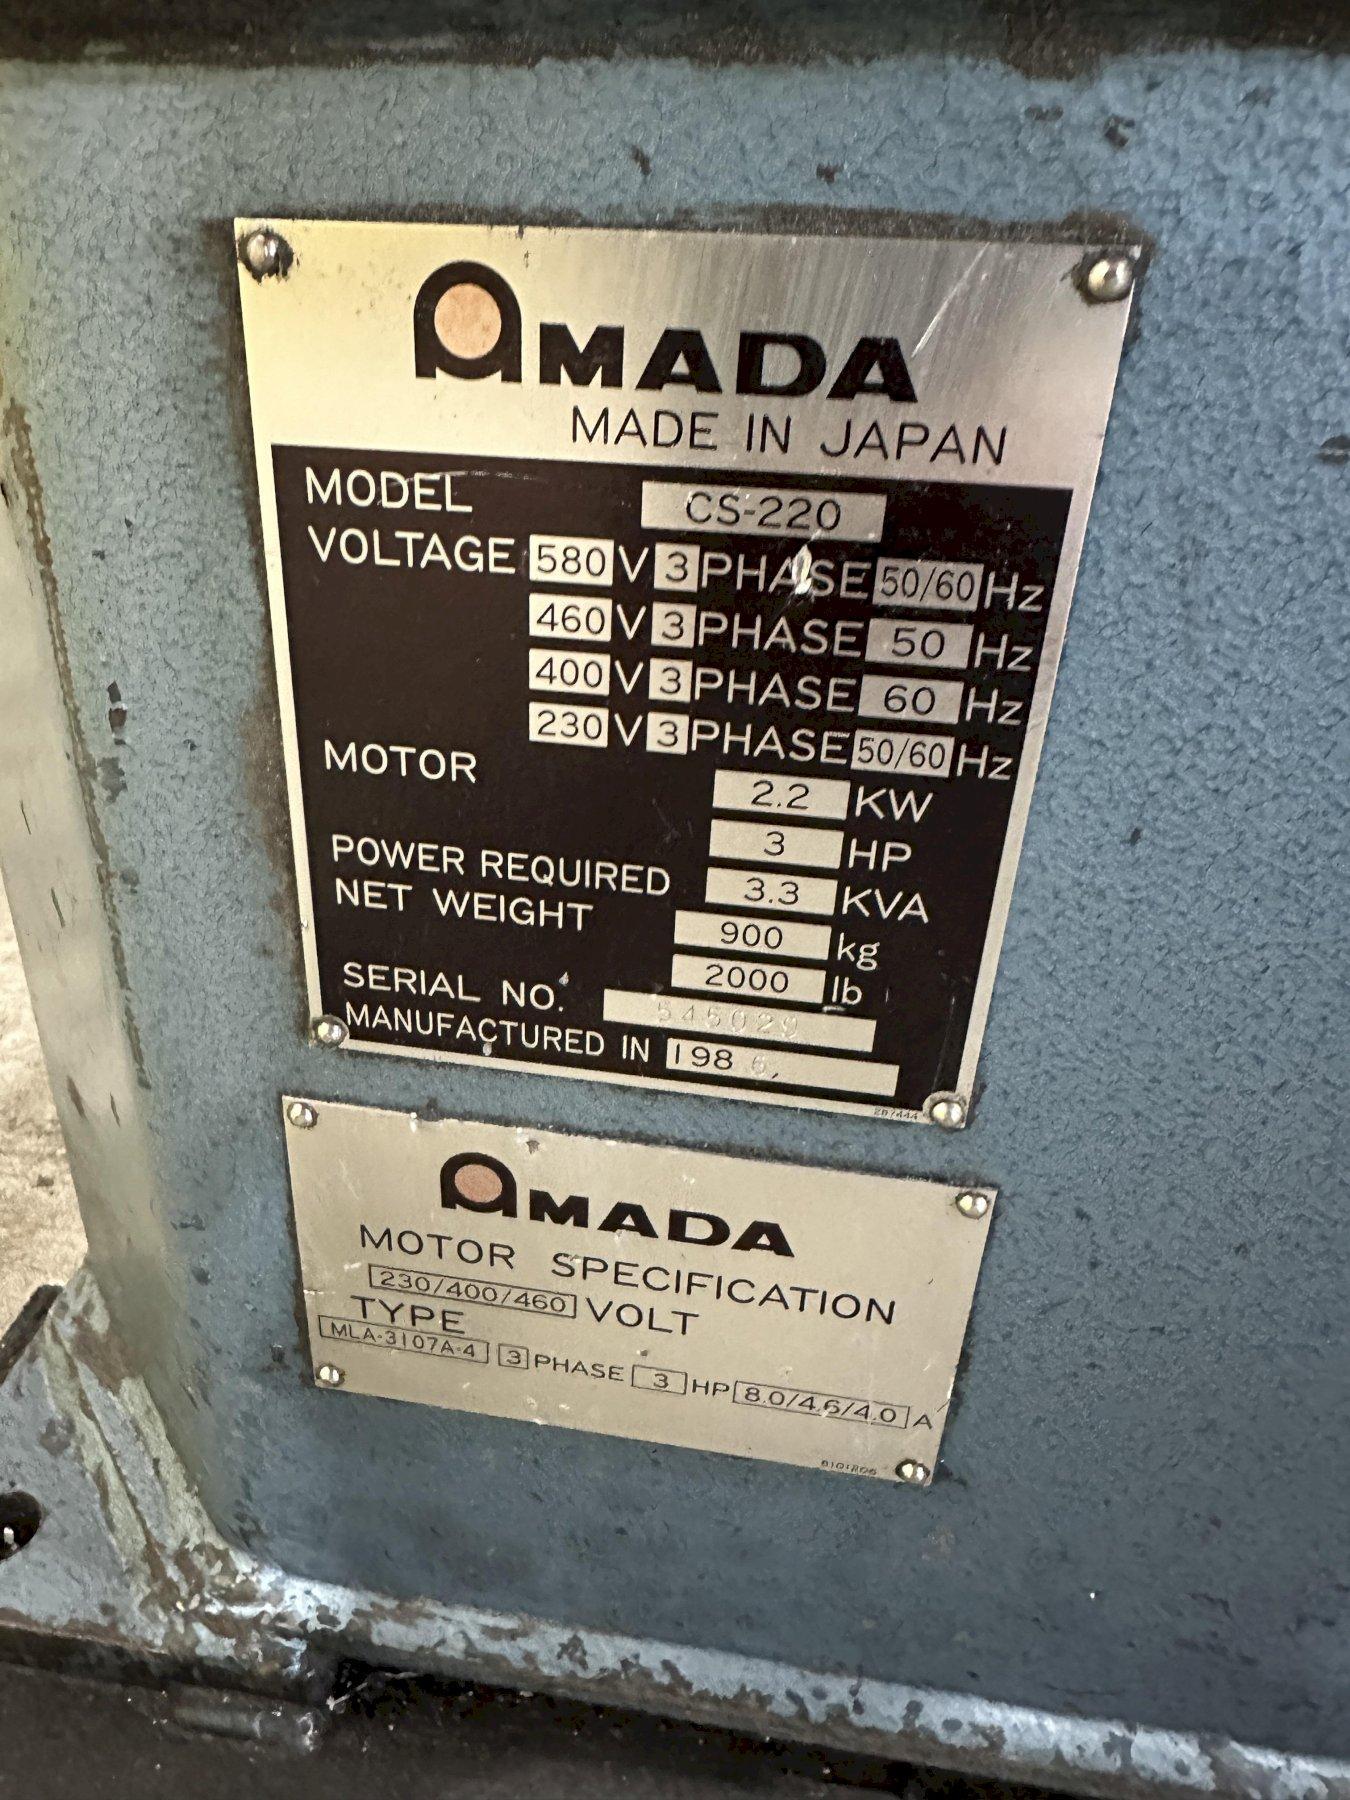 AMADA
MADE IN JAPAN
MODEL CS-220
VOLTAGE 580 V 3 PHASE 50/60 Hz
460 V 3 PHASE 50 Hz
400 V 3 PHASE 60 Hz
230 V 3 PHASE 50/60 Hz
MOTOR 2.2 KW
3 HP
POWER REQUIRED 3.3 KVA
NET WEIGHT 900 kg
2000 lb
SERIAL NO. 545029
MANUFACTURED IN 198 6,
AMADA
MOTOR SPECIFICATION
230/400/460 VOLT
TYPE
MLA-3107A-4 3 PHASE 3 HP 8.0/4.6/4.0 A